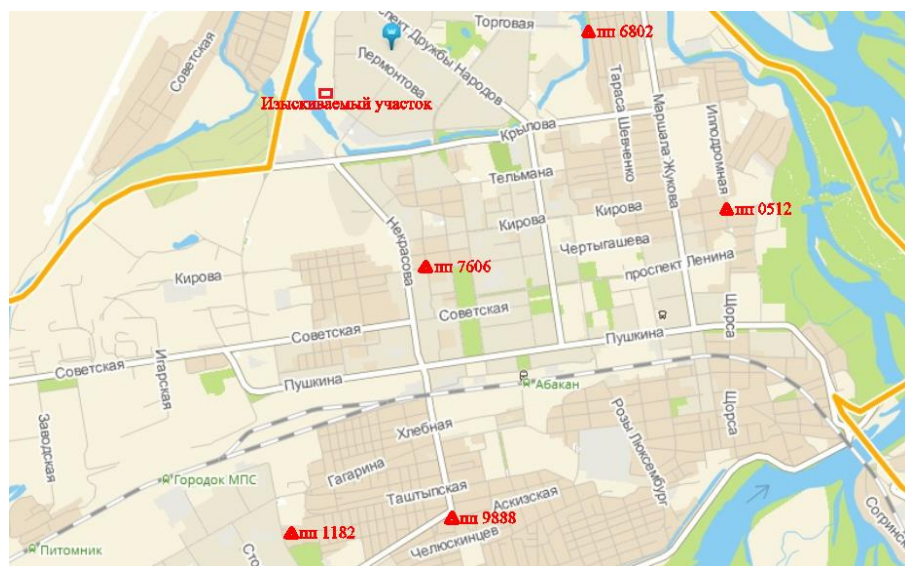 спект Дружбы Народов
Торговая
пп 6802
Советская
Лермонтова
Изыскиваемый участок
Крылова
Тараса Шевченко
Маршала Жукова
Ипподромная
Тельмана
Некрасова
Кирова
Кирова
пп 0512
Чертыгашева
пп 7606
проспект Ленина
Кирова
Советская
Щорса
Советская
Пушкина
Советская
Игарская
Пушкина
Абакан
Заводская
Хлебная
Розы Люксембург
Щорса
Гагарина
Городок МПС
Таштыпская
Аскизская
пп 9888
пп 1182
Челюскинцев
Согринс
Питомник
Сто